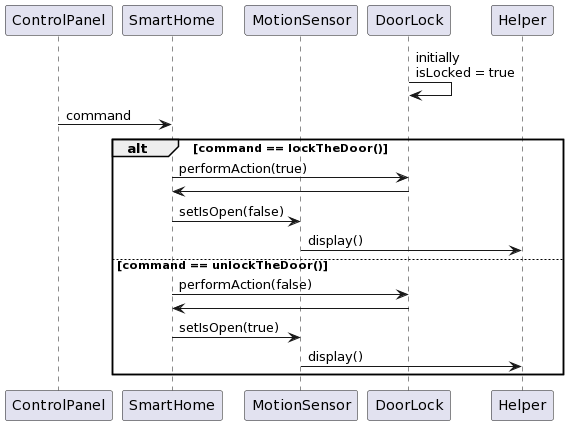 ControlPanel SmartHome MotionSensor DoorLock Helper
initially
isLocked = true
command
alt [command == lockTheDoor()]
performAction(true)
setIsOpen(false)
display()
[command == unlockTheDoor()]
performAction(false)
setIsOpen(true)
display()
ControlPanel SmartHome MotionSensor DoorLock Helper